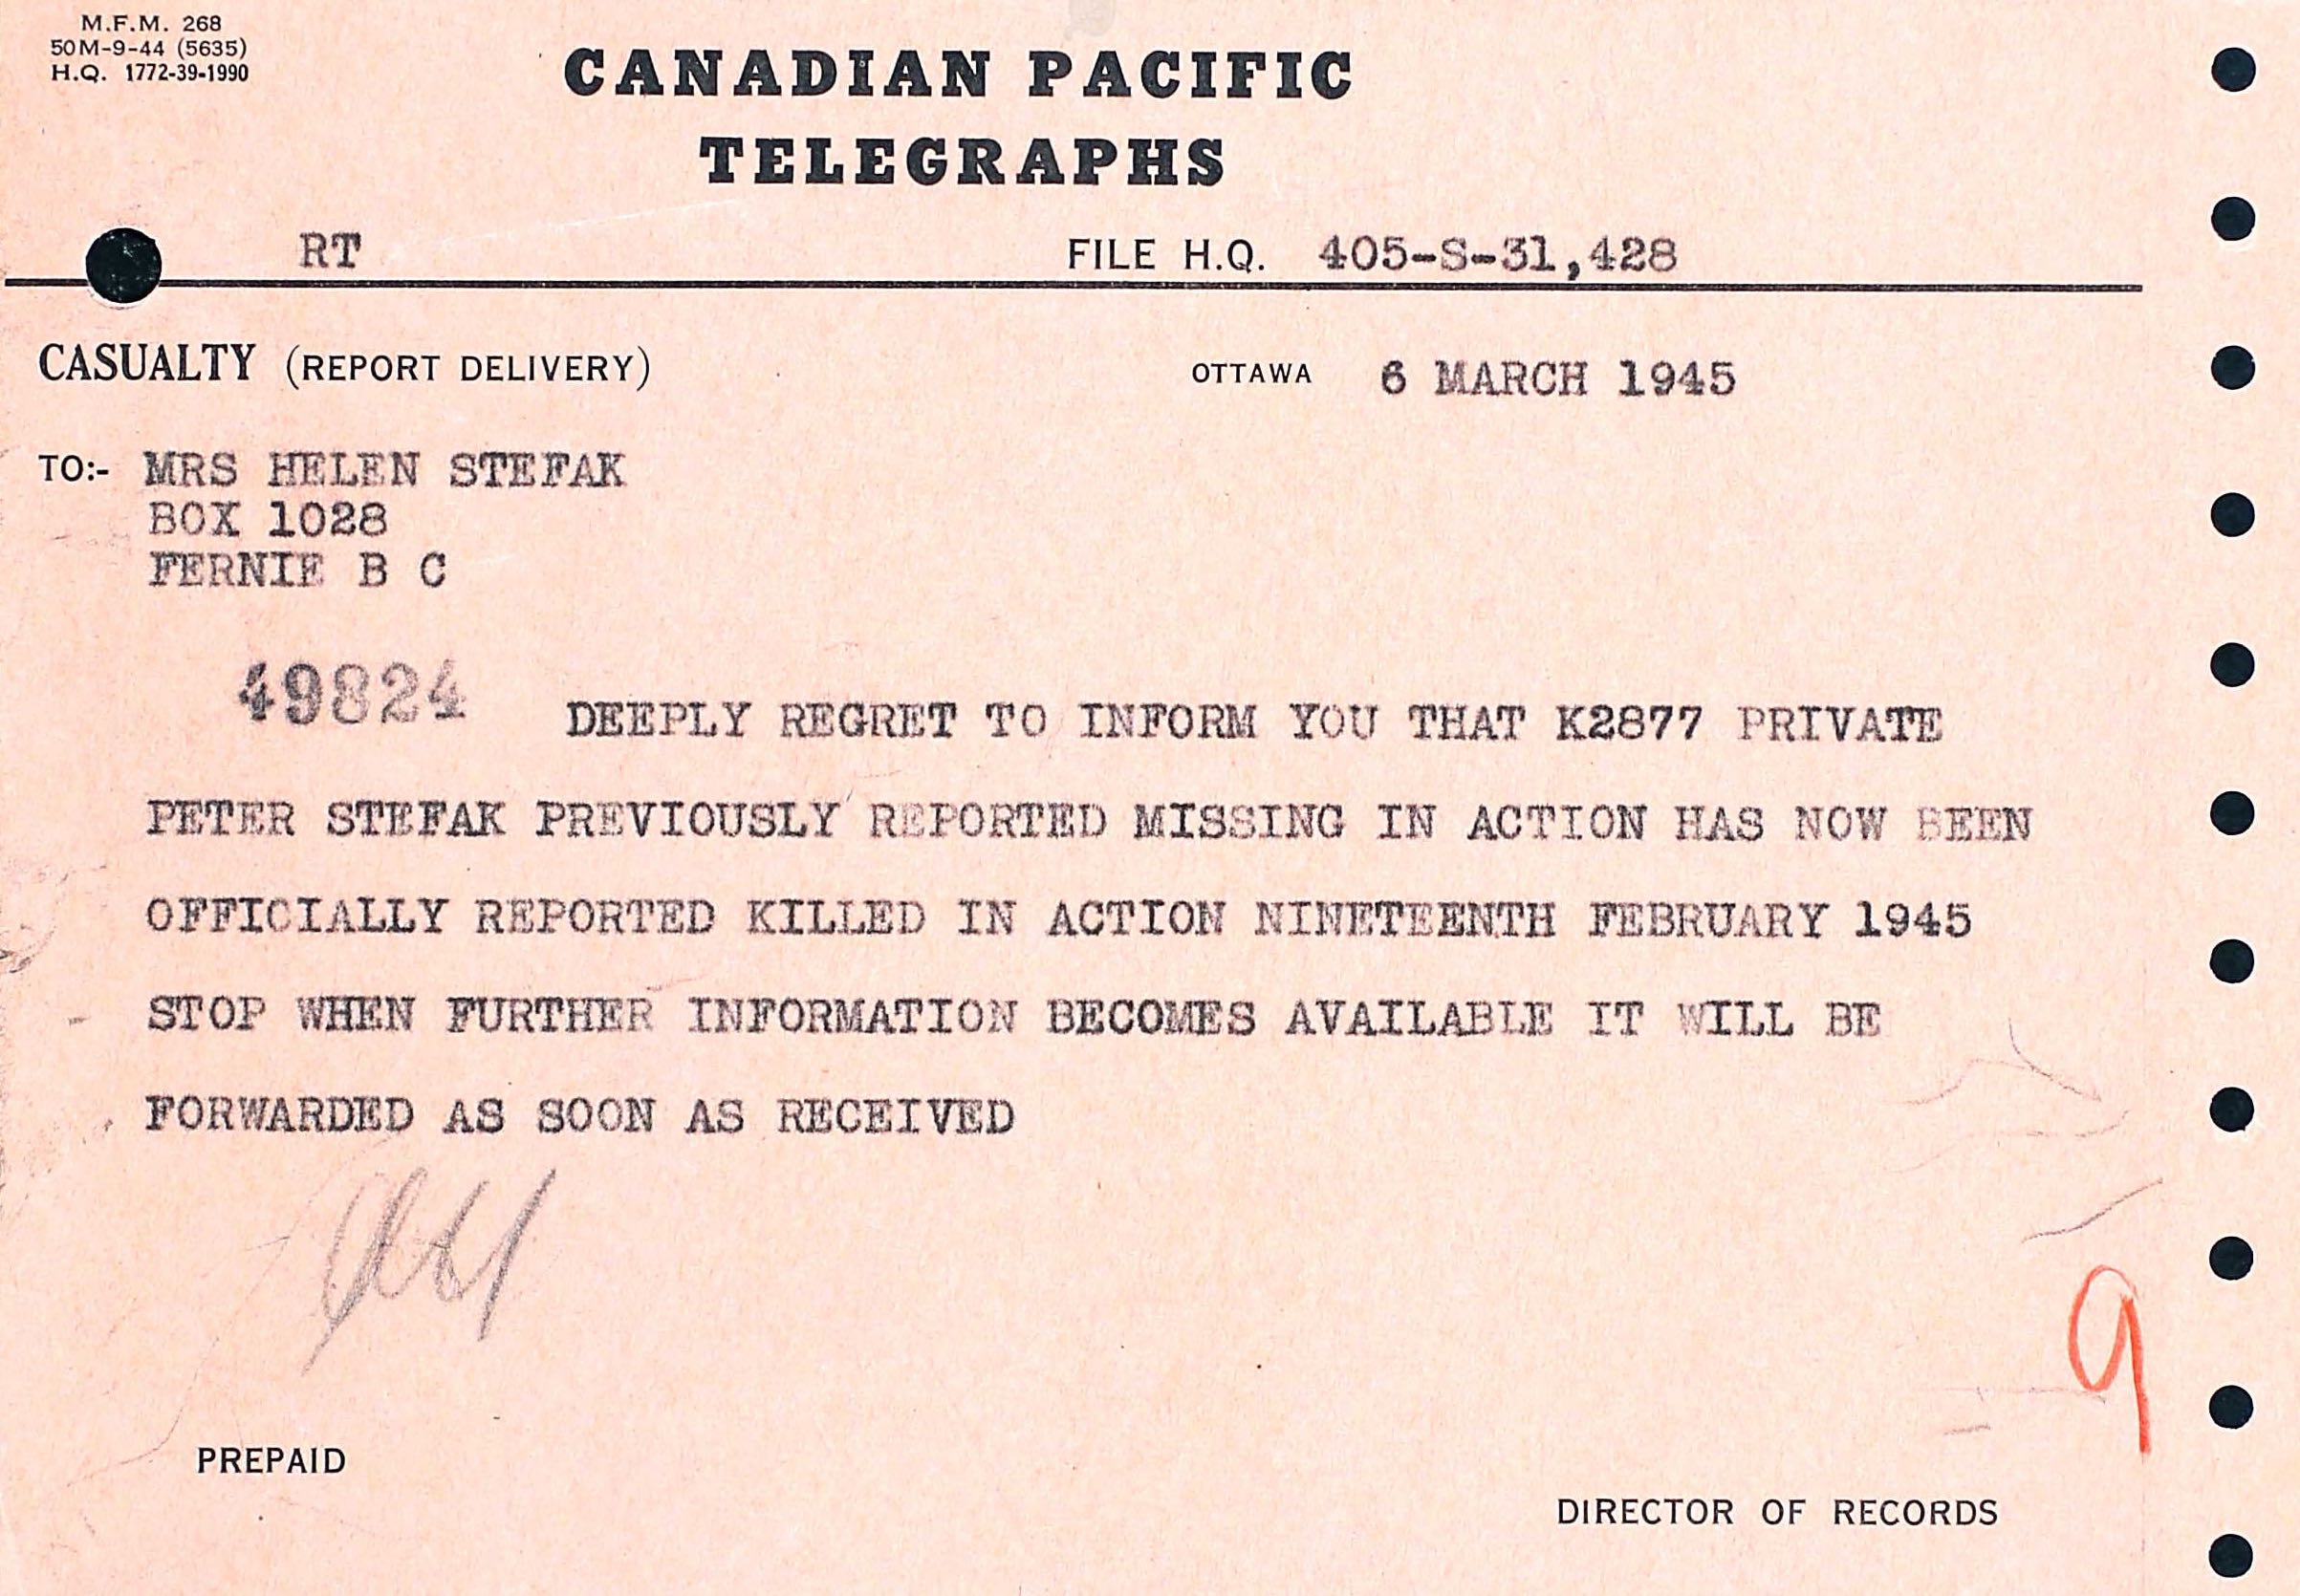 M.F.M. 268
50M-9-44 (5635)
H.Q. 1772-39-1990
CANADIAN PACIFIC
TELEGRAPHS
RT
FILE H.Q. 405-S-31,428
CASUALTY (REPORT DELIVERY)
OTTAWA 6 MARCH 1945
TO:- MRS HELEN STEFAK
BOX 1028
FERNIE B C
49824
DEEPLY REGRET TO INFORM YOU THAT K2877 PRIVATE
PETER STEFAK PREVIOUSLY REPORTED MISSING IN ACTION HAS NOW BEEN
OFFICIALLY REPORTED KILLED IN ACTION NINETEENTH FEBRUARY 1945
STOP WHEN FURTHER INFORMATION BECOMES AVAILABLE IT WILL BE
FORWARDED AS SOON AS RECEIVED
9
PREPAID
DIRECTOR OF RECORDS